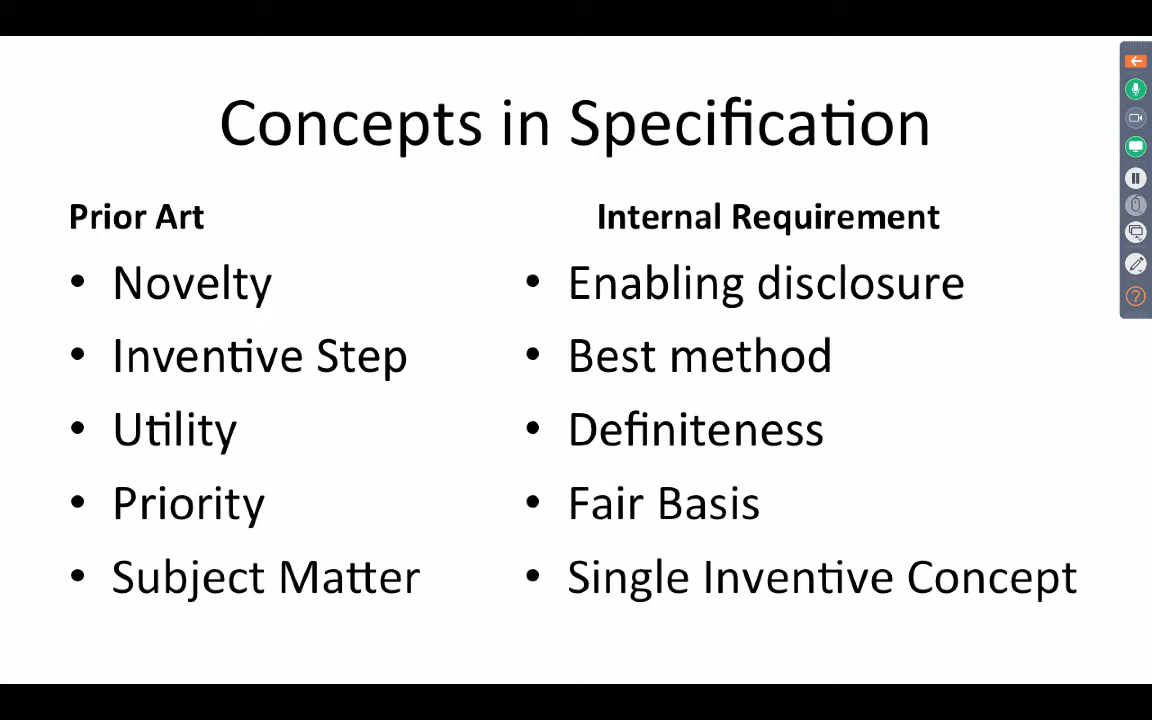 Concepts in Specification
Prior Art
• Novelty
• Inventive Step
• Utility
• Priority
• Subject Matter
Internal Requirement
• Enabling disclosure
• Best method
• Definiteness
• Fair Basis
• Single Inventive Concept